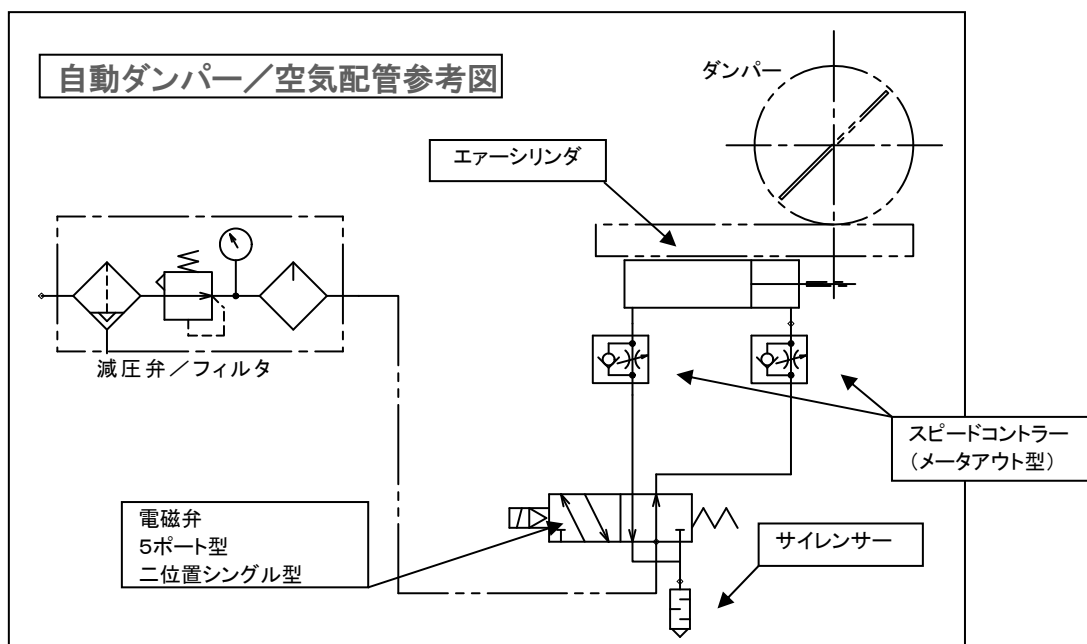 自動ダンパー／空気配管参考図
ダンパー
エァーシリンダ
減圧弁／フィルタ
スピードコントラー
（メータアウト型）
電磁弁
5ポート型
二位置シングル型
サイレンサー